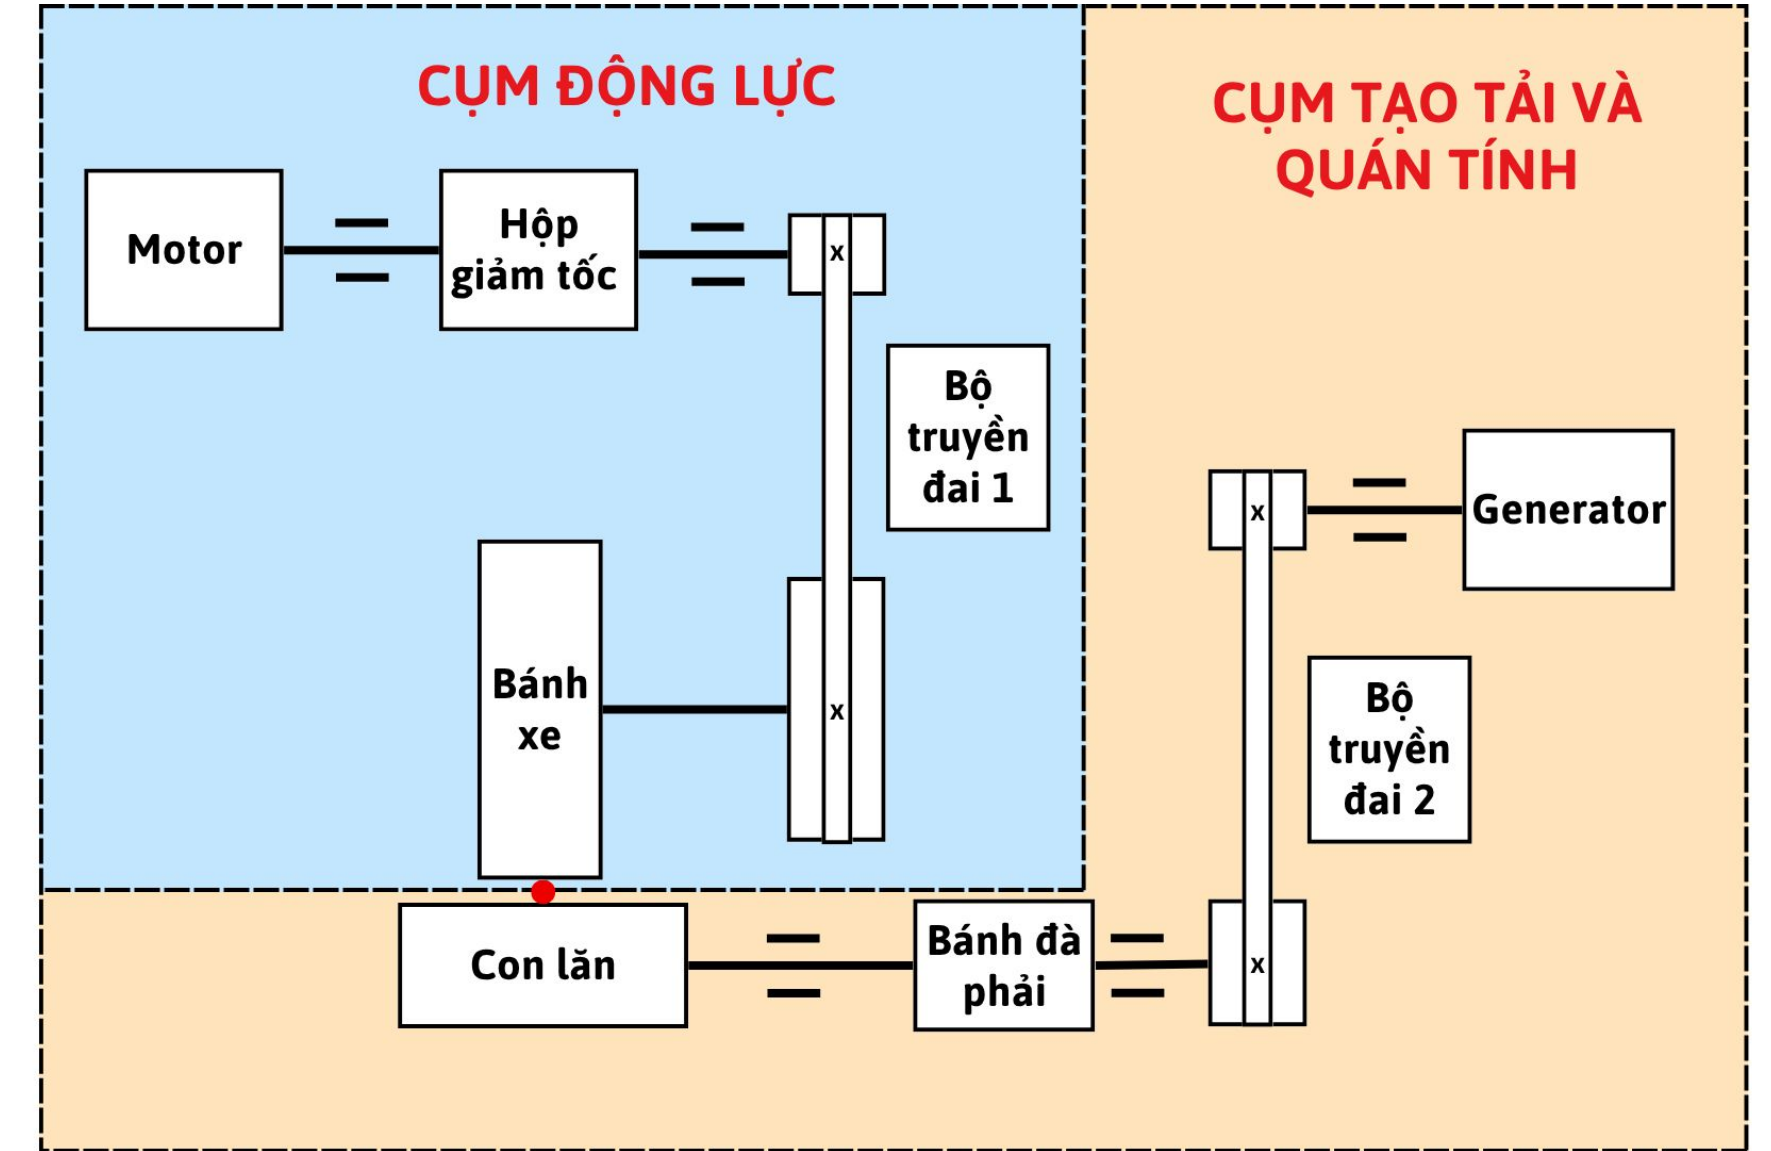 CỤM ĐỘNG LỰC
CỤM TẠO TẢI VÀ
QUÁN TÍNH
Motor
Hộp
giảm tốc
x
Bộ
truyền
đai 1
x
Generator
Bánh
xe
x
Bộ
truyền
đai 2
Con lăn
Bánh đà
phải
x